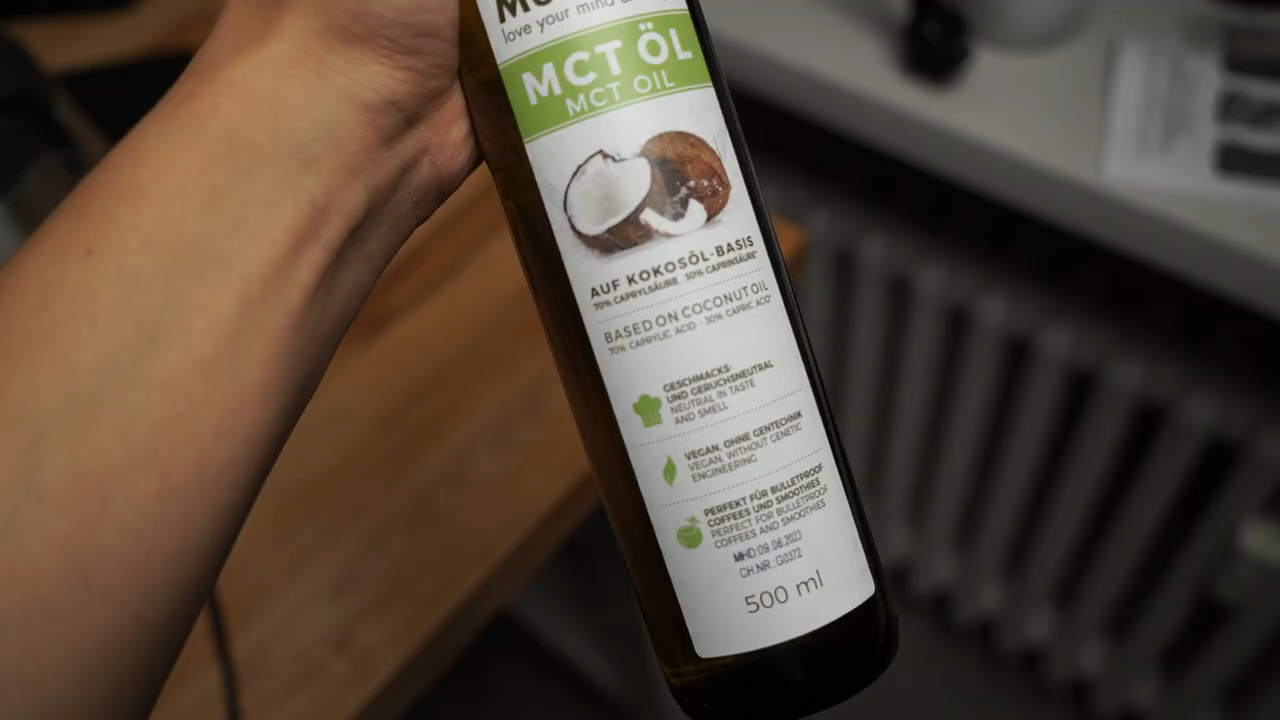 love your mind
MCT ÖL
MCT OIL
AUF KOKOSÖL-BASIS
70% CAPRYLSÄURE 30% CAPRINSÄURE*
BASED ON COCONUT OIL
70% CAPRYLIC ACID · 30% CAPRIC ACID*
GESCHMACKS-
UND GERUCHSNEUTRAL
NEUTRAL IN TASTE
AND SMELL
VEGAN, OHNE GENTECHNIK
VEGAN, WITHOUT GENETIC
ENGINEERING
PERFEKT FÜR BULLETPROOF
COFFEES UND SMOOTHIES
PERFECT FOR BULLETPROOF
COFFEES AND SMOOTHIES
MHD:09.06.2023
CH.NR.:G0372
500 ml